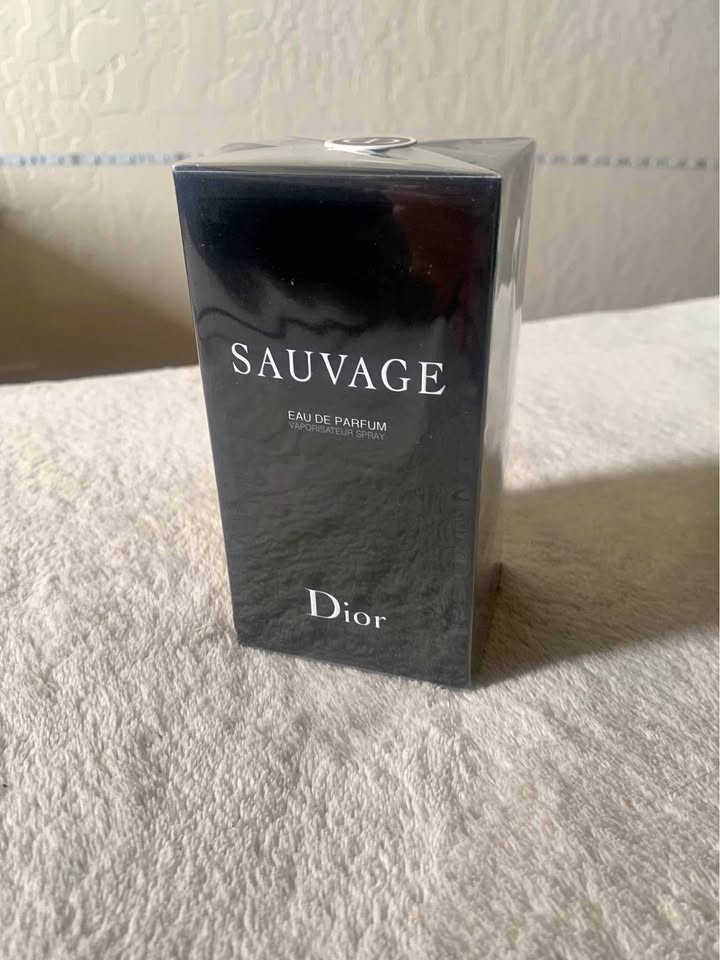 SAUVAGE
EAU DE PARFUM
VAPORISATEUR SPRAY
Dior